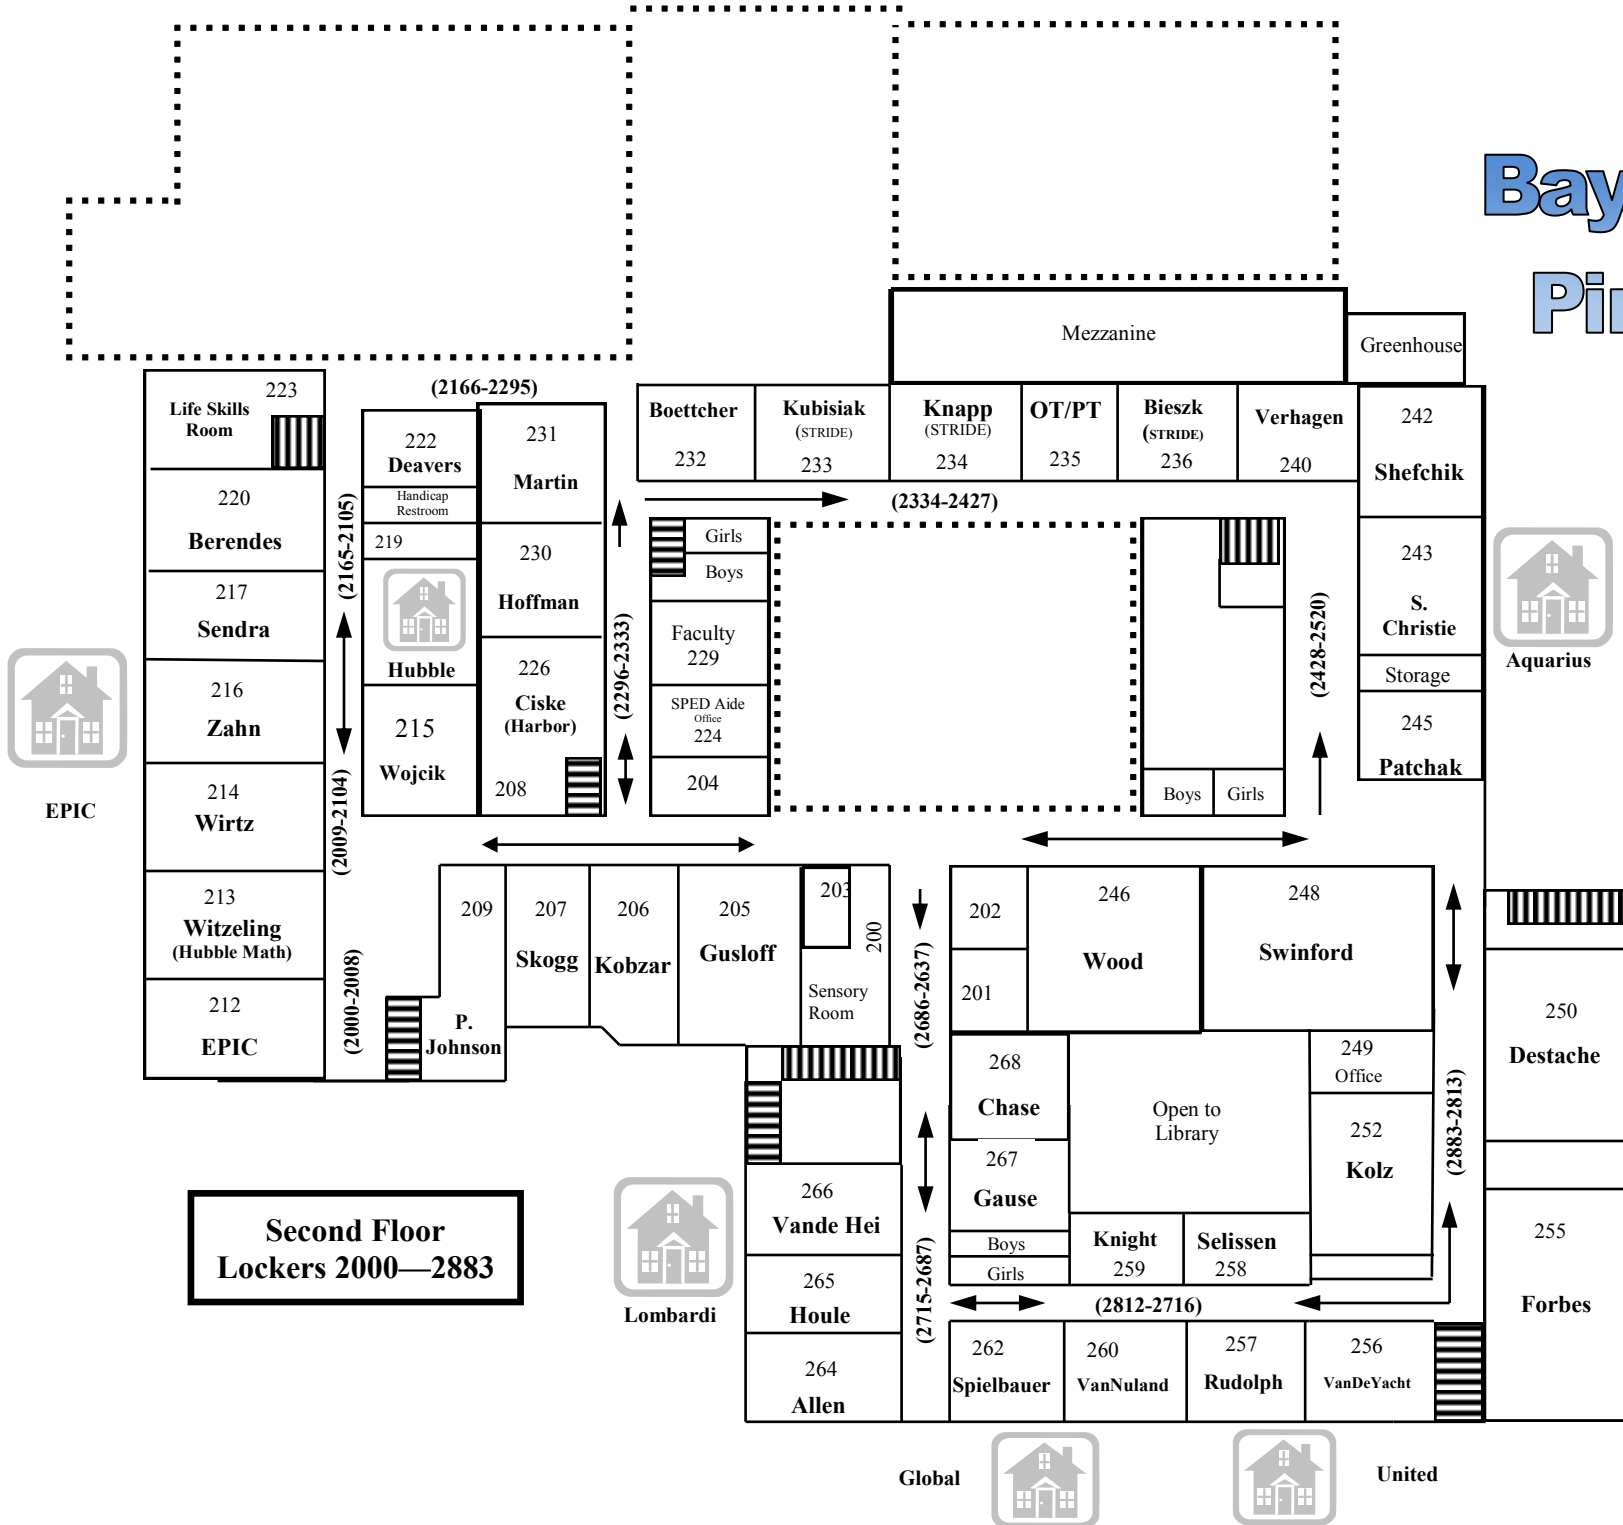 Bay
Pi
Mezzanine
Greenhouse
223
Life Skills
Room
(2166-2295)
222
Deavers
Handicap
Restroom
219
Hubble
215
Wojcik
231
Martin
230
Hoffman
226
Ciske
(Harbor)
208
Boettcher
232
Kubisiak
(STRIDE)
233
Knapp
(STRIDE)
234
OT/PT
235
Bieszk
(STRIDE)
236
Verhagen
240
242
Shefchik
(2334-2427)
220
Berendes
217
Sendra
216
Zahn
214
Wirtz
213
Witzeling
(Hubble Math)
212
EPIC
EPIC
(2165-2105)
(2009-2104)
(2000-2008)
(2296-2333)
Girls
Boys
Faculty
229
SPED Aide
Office
224
204
(2428-2520)
Boys
Girls
243
S.
Christie
Storage
245
Patchak
Aquarius
209
P.
Johnson
207
Skogg
206
Kobzar
205
Gusloff
203
200
Sensory
Room
(2686-2637)
202
201
246
Wood
248
Swinford
268
Chase
267
Gause
Boys
Girls
Open to
Library
249
Office
252
Kolz
Knight
259
Selissen
258
(2883-2813)
250
Destache
255
Forbes
Second Floor
Lockers 2000—2883
Lombardi
266
Vande Hei
265
Houle
264
Allen
(2715-2687)
(2812-2716)
262
Spielbauer
260
VanNuland
257
Rudolph
256
VanDeYacht
Global
United